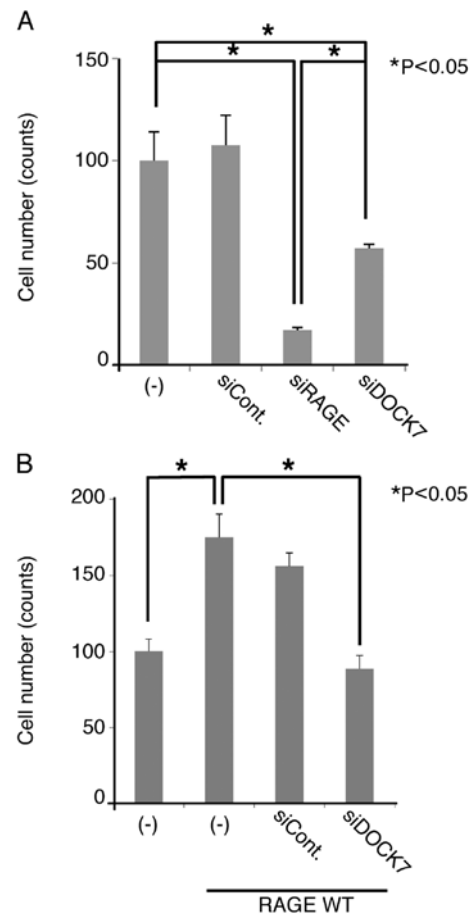 A
* * *
*P<0.05
Cell number (counts)
150
100
50
0
(-) siCont. siRAGE siDOCK7
B
* *
*P<0.05
Cell number (counts)
200
150
100
50
0
(-) (-) siCont. siDOCK7
RAGE WT